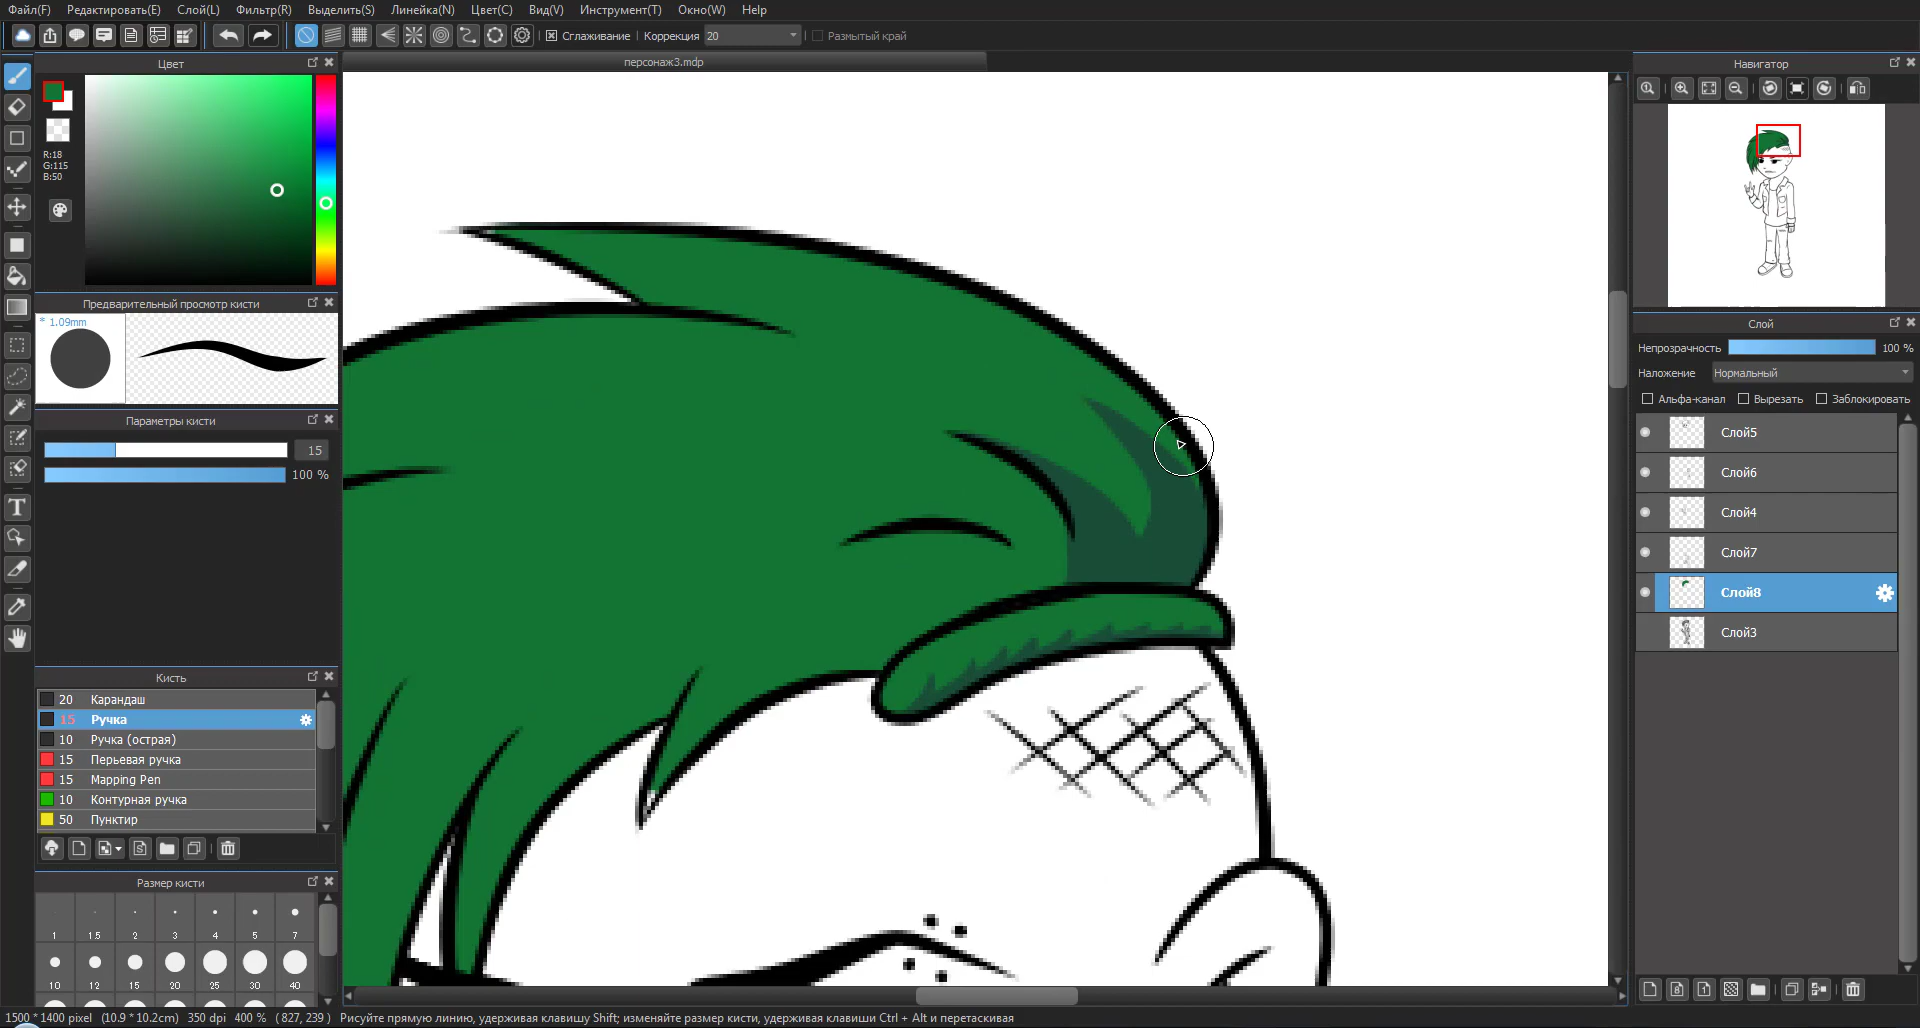 Файл(F) Редактировать(E) Слой(L) Фильтр(R) Выделить(S) Линейка(N) Цвет(C) Вид(V) Инструмент(T) Окно(W) Help
Сглаживание Коррекция 20 Размытый край
персонаж3.mdp
Цвет
R:18
G:115
B:50
Предварительный просмотр кисти
* 1.09mm
Параметры кисти
15
100 %
Кисть
20 Карандаш
15 Ручка
10 Ручка (острая)
15 Перьевая ручка
15 Mapping Pen
10 Контурная ручка
50 Пунктир
Размер кисти
1 1.5 2 3 4 5 7
10 12 15 20 25 30 40
Навигатор
Слой
Непрозрачность 100 %
Наложение Нормальный
Альфа-канал Вырезать Заблокировать
Слой5
Слой6
Слой4
Слой7
Слой8
Слой3
1500 * 1400 pixel (10.9 * 10.2cm) 350 dpi 400 % ( 827, 239 ) Рисуйте прямую линию, удерживая клавишу Shift; изменяйте размер кисти, удерживая клавиши Ctrl + Alt и перетаскивая